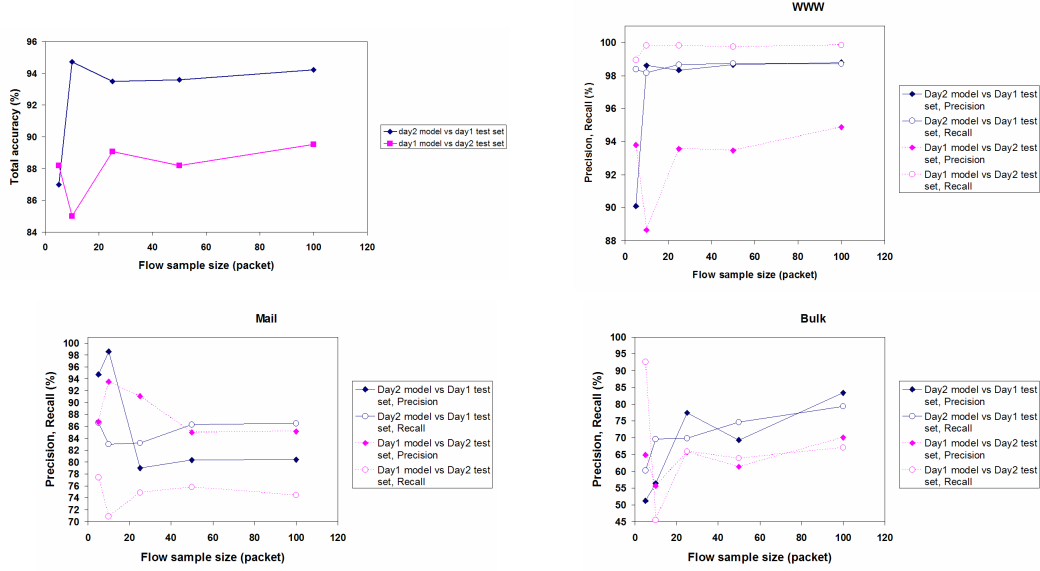 96
94
92
90
88
86
84
Total accuracy (%)
0 20 40 60 80 100 120
Flow sample size (packet)
day2 model vs day1 test set
day1 model vs day2 test set
WWW
100
98
96
94
92
90
88
Precision, Recall (%)
0 20 40 60 80 100 120
Flow sample size (packet)
Day2 model vs Day1 test
set, Precision
Day2 model vs Day1 test
set, Recall
Day1 model vs Day2 test
set, Precision
Day1 model vs Day2 test
set, Recall
Mail
100
98
96
94
92
90
88
86
84
82
80
78
76
74
72
70
Precision, Recall (%)
0 20 40 60 80 100 120
Flow sample size (packet)
Day2 model vs Day1 test
set, Precision
Day2 model vs Day1 test
set, Recall
Day1 model vs Day2 test
set, Precision
Day1 model vs Day2 test
set, Recall
Bulk
100
95
90
85
80
75
70
65
60
55
50
45
Precision, Recall (%)
0 20 40 60 80 100 120
Flow sample size (packet)
Day2 model vs Day1 test
set, Precision
Day2 model vs Day1 test
set, Recall
Day1 model vs Day2 test
set, Precision
Day1 model vs Day2 test
set, Recall